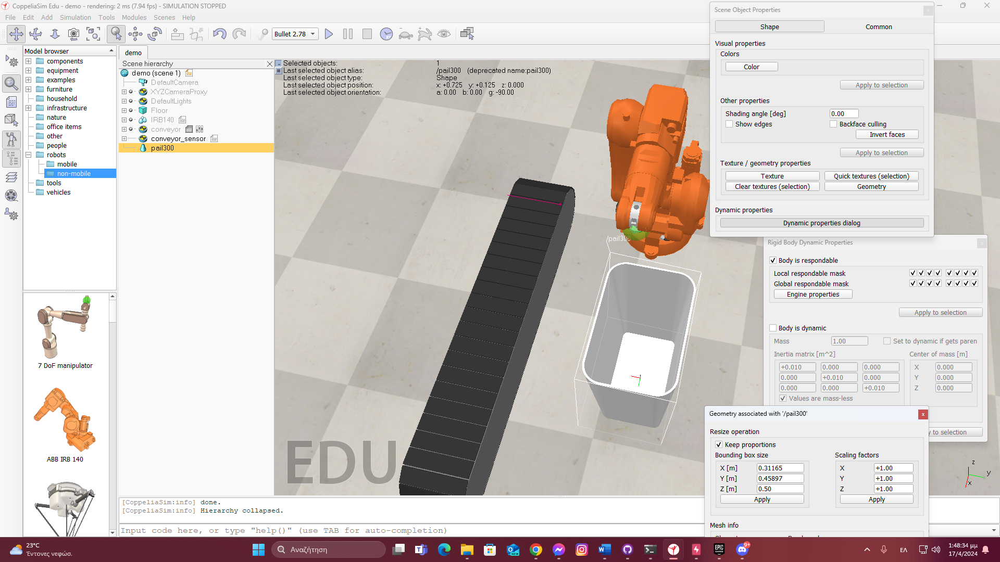 CoppeliaSim Edu - demo - rendering: 2 ms (7.94 fps) - SIMULATION STOPPED
File Edit Add Simulation Tools Modules Scenes Help
Bullet 2.78
Model browser
components
equipment
examples
furniture
household
infrastructure
nature
office items
other
people
robots
mobile
non-mobile
tools
vehicles
7 DoF manipulator
ABB IRB 140
demo
Scene hierarchy
demo (scene 1)
DefaultCamera
XYZCameraProxy
DefaultLights
Floor
IRB140
conveyor
conveyor_sensor
pail300
Selected objects: 1
Last selected object alias: /pail300 (deprecated name:pail300)
Last selected object type: Shape
Last selected object position: x: +0.725 y: +0.125 z: 0.000
Last selected object orientation: a: 0.00 b: 0.00 g: -90.00
/pail300
EDU
z
y
x
Scene Object Properties
Shape Common
Visual properties
Colors
Color
Apply to selection
Other properties
Shading angle [deg] 0.00
Show edges Backface culling
Invert faces
Apply to selection
Texture / geometry properties
Texture Quick textures (selection)
Clear textures (selection) Geometry
Dynamic properties
Dynamic properties dialog
Rigid Body Dynamic Properties
Body is respondable
Local respondable mask
Global respondable mask
Engine properties
Apply to selection
Body is dynamic
Mass 1.00 Set to dynamic if gets paren
Inertia matrix [m^2] Center of mass [m]
+0.010 0.000 0.000 X 0.000
0.000 +0.010 0.000 Y 0.000
0.000 0.000 +0.010 Z 0.000
Values are mass-less
y to selection
Geometry associated with '/pail300'
Resize operation
Keep proportions
Bounding box size Scaling factors
X [m] 0.31165 X +1.00
Y [m] 0.45897 Y +1.00
Z [m] 0.50 Z +1.00
Apply Apply
Mesh info
[CoppeliaSim:info] done.
[CoppeliaSim:info] Hierarchy collapsed.
Input code here, or type "help()" (use TAB for auto-completion)
23°C
Έντονες νεφώσ.
Αναζήτηση
NEW
EPIC GAMES
9+
ΕΛ
1:48:34 μμ
17/4/2024